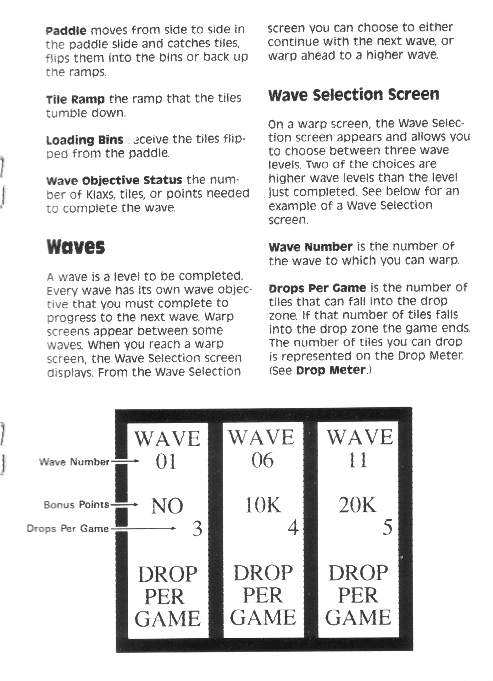 Paddle moves from side to side in
the paddle slide and catches tiles,
flips them into the bins or back up
the ramps.
Tile Ramp the ramp that the tiles
tumble down.
Loading Bins receive the tiles flip-
ped from the paddle.
Wave Objective Status the num-
ber of Klaxs, tiles, or points needed
to complete the wave.
Waves
A wave is a level to be completed.
Every wave has its own wave objec-
tive that you must complete to
progress to the next wave. Warp
screens appear between some
waves. When you reach a warp
screen, the Wave Selection screen
displays. From the Wave Selection
screen you can choose to either
continue with the next wave, or
warp ahead to a higher wave.
Wave Selection Screen
On a warp screen, the Wave Selec-
tion screen appears and allows you
to choose between three wave
levels. Two of the choices are
higher wave levels than the level
just completed. See below for an
example of a Wave Selection
screen.
Wave Number is the number of
the wave to which you can warp.
Drops Per Game is the number of
tiles that can fall into the drop
zone. If that number of tiles falls
into the drop zone the game ends.
The number of tiles you can drop
is represented on the Drop Meter.
(See Drop Meter.)
Wave Number
Bonus Points
Drops Per Game
WAVE
01
NO
3
DROP
PER
GAME
WAVE
06
10K
4
DROP
PER
GAME
WAVE
11
20K
5
DROP
PER
GAME